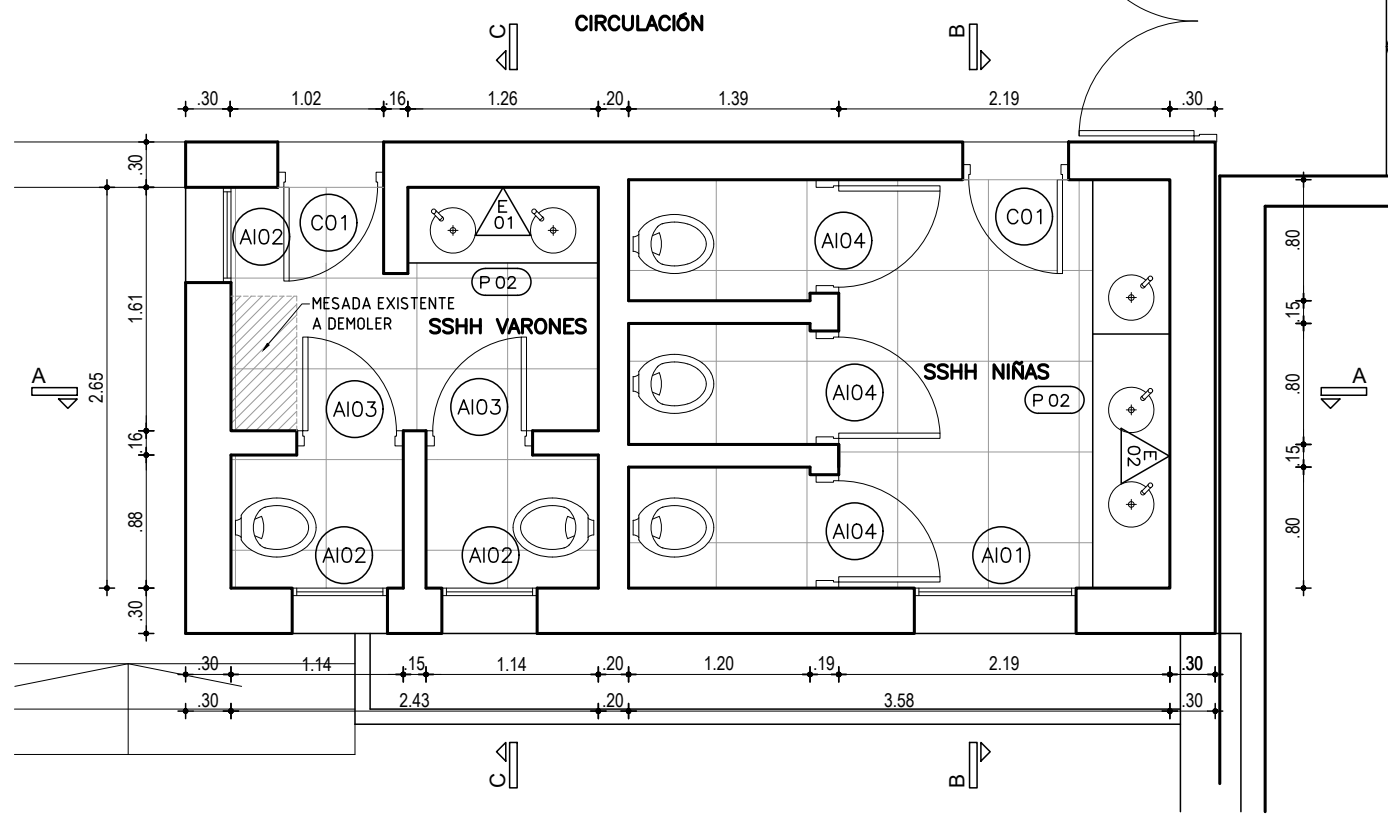 CIRCULACIÓN
C
B
.30 1.02 .16 1.26 .20 1.39 2.19 .30
.30
AI02
C01
E
01
P 02
AI04
C01
.80
MESADA EXISTENTE
A DEMOLER
SSHH VARONES
1.61
.15
A
2.65
AI03
AI03
SSHH NIÑAS
P 02
AI04
.80
A
.16
E
02
.15
.88
AI02
AI02
AI04
AI01
.80
.30
.30 1.14 .15 1.14 .20 1.20 .19 2.19 .30
.30 2.43 .20 3.58 .30
C
B